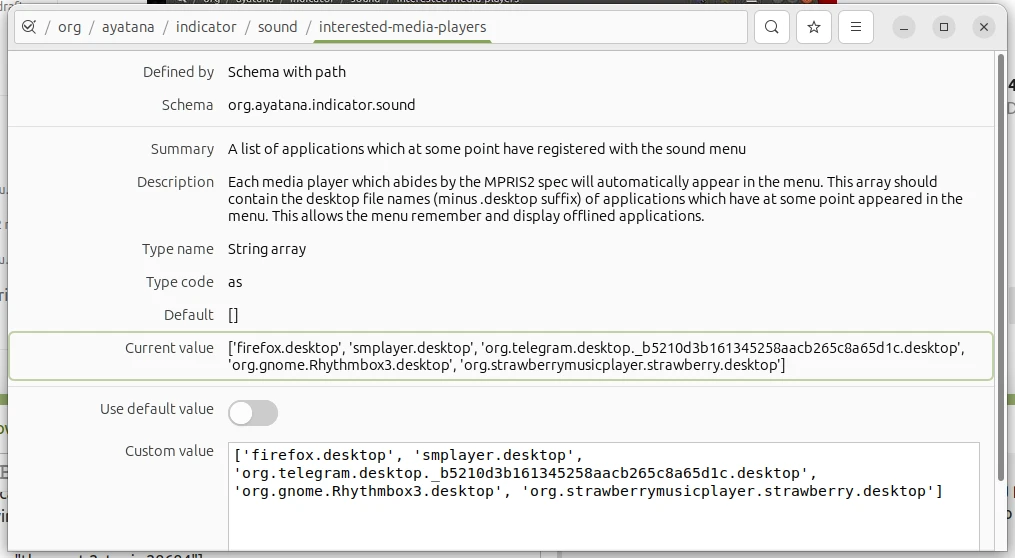 / org / ayatana / indicator / sound / interested-media-players
Defined by Schema with path
Schema org.ayatana.indicator.sound
Summary A list of applications which at some point have registered with the sound menu
Description Each media player which abides by the MPRIS2 spec will automatically appear in the menu. This array should
contain the desktop file names (minus .desktop suffix) of applications which have at some point appeared in the
menu. This allows the menu remember and display offlined applications.
Type name String array
Type code as
Default []
Current value ['firefox.desktop', 'smplayer.desktop', 'org.telegram.desktop._b5210d3b161345258aacb265c8a65d1c.desktop',
'org.gnome.Rhythmbox3.desktop', 'org.strawberrymusicplayer.strawberry.desktop']
Use default value
Custom value ['firefox.desktop', 'smplayer.desktop',
'org.telegram.desktop._b5210d3b161345258aacb265c8a65d1c.desktop',
'org.gnome.Rhythmbox3.desktop', 'org.strawberrymusicplayer.strawberry.desktop']